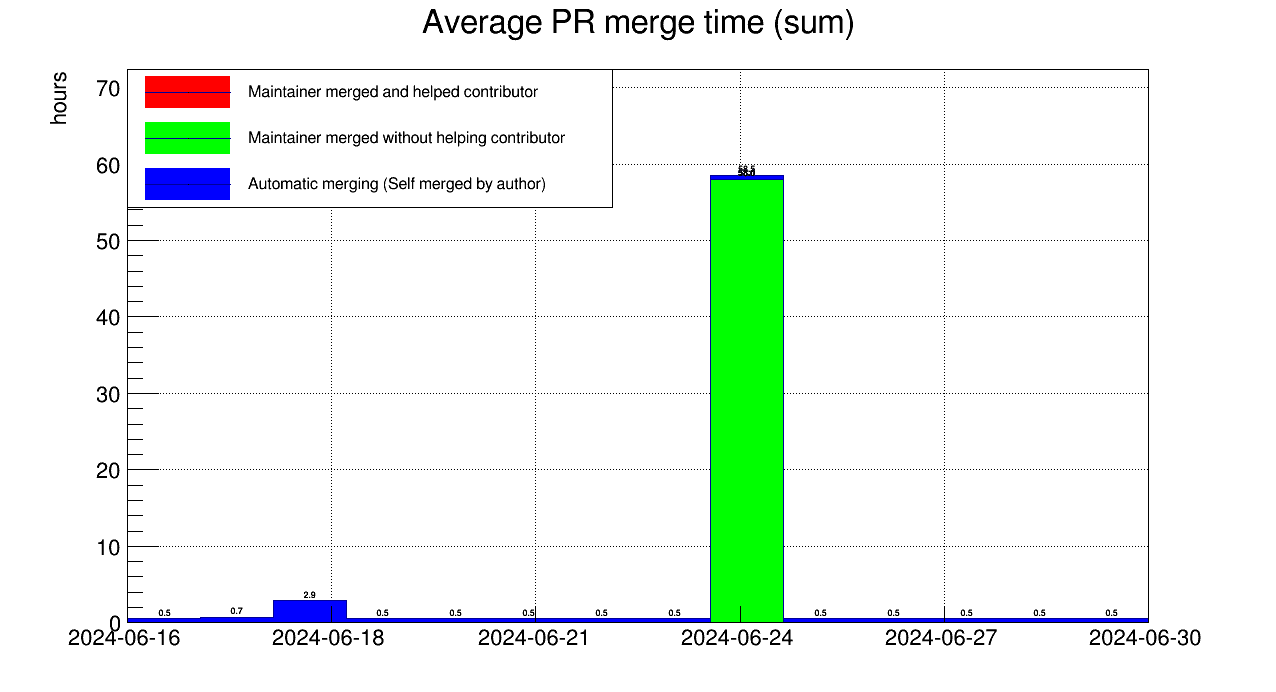 Average PR merge time (sum)
hours
Maintainer merged and helped contributor
Maintainer merged without helping contributor
Automatic merging (Self merged by author)
70
60
50
40
30
20
10
0
0.5 0.7 2.9 0.5 0.5 0.5 0.5 0.5 0.5 0.5 0.5 0.5 0.5
2024-06-16 2024-06-18 2024-06-21 2024-06-24 2024-06-27 2024-06-30